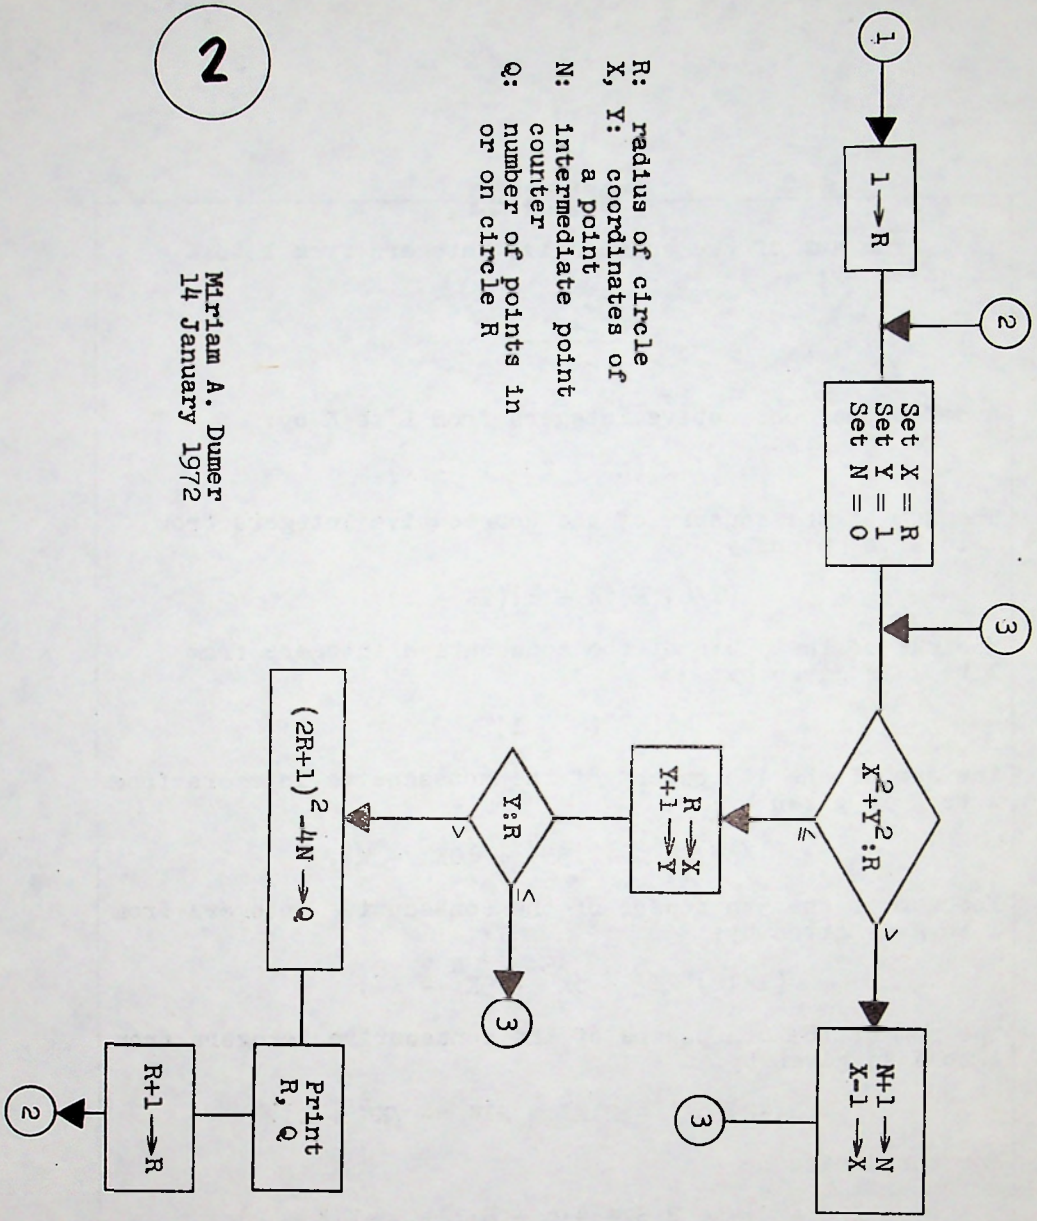 1
1→R
2
Set X = R
Set Y = 1
Set N = 0
3
X²+Y²:R
>
N+1→N
X-1→X
3
≤
R→X
Y+1→Y
Y:R
≤
3
>
(2R+1)²-4N→Q
Print
R, Q
R+1→R
2
R: radius of circle
X, Y: coordinates of
a point
N: intermediate point
counter
Q: number of points in
or on circle R
Miriam A. Dumer
14 January 1972
2